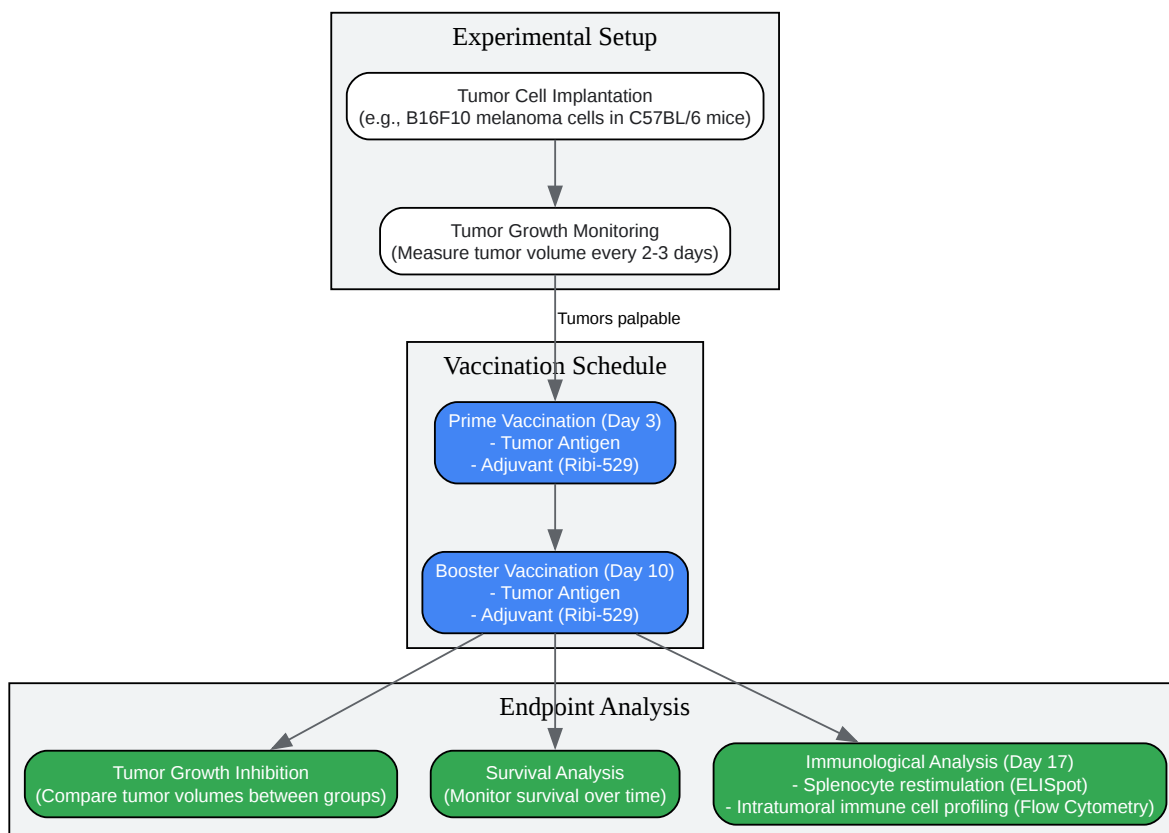 Experimental Setup
Tumor Cell Implantation
(e.g., B16F10 melanoma cells in C57BL/6 mice)
Tumor Growth Monitoring
(Measure tumor volume every 2-3 days)
Tumors palpable
Vaccination Schedule
Prime Vaccination (Day 3)
- Tumor Antigen
- Adjuvant (Ribi-529)
Booster Vaccination (Day 10)
- Tumor Antigen
- Adjuvant (Ribi-529)
Endpoint Analysis
Tumor Growth Inhibition
(Compare tumor volumes between groups)
Survival Analysis
(Monitor survival over time)
Immunological Analysis (Day 17)
- Splenocyte restimulation (ELISpot)
- Intratumoral immune cell profiling (Flow Cytometry)